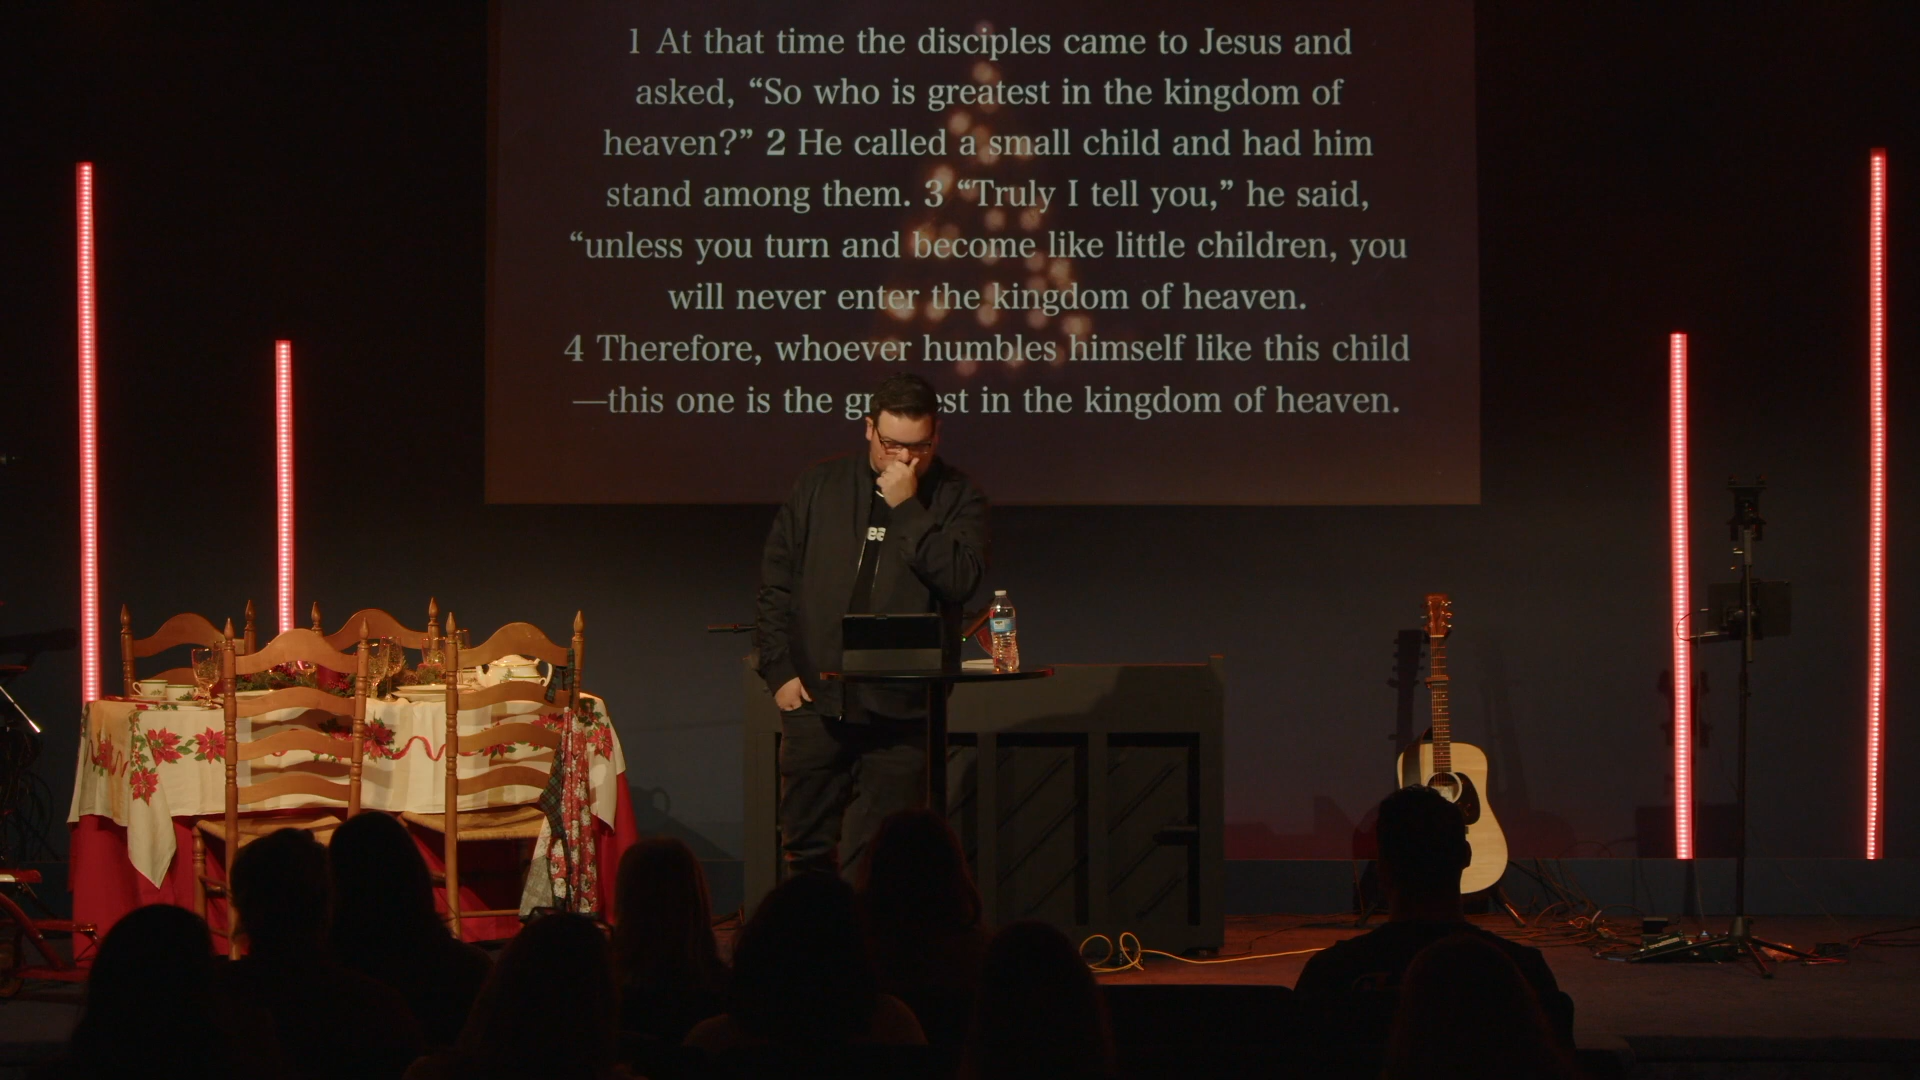 1 At that time the disciples came to Jesus and
asked, “So who is greatest in the kingdom of
heaven?” 2 He called a small child and had him
stand among them. 3 “Truly I tell you,” he said,
“unless you turn and become like little children, you
will never enter the kingdom of heaven.
4 Therefore, whoever humbles himself like this child
—this one is the gr est in the kingdom of heaven.